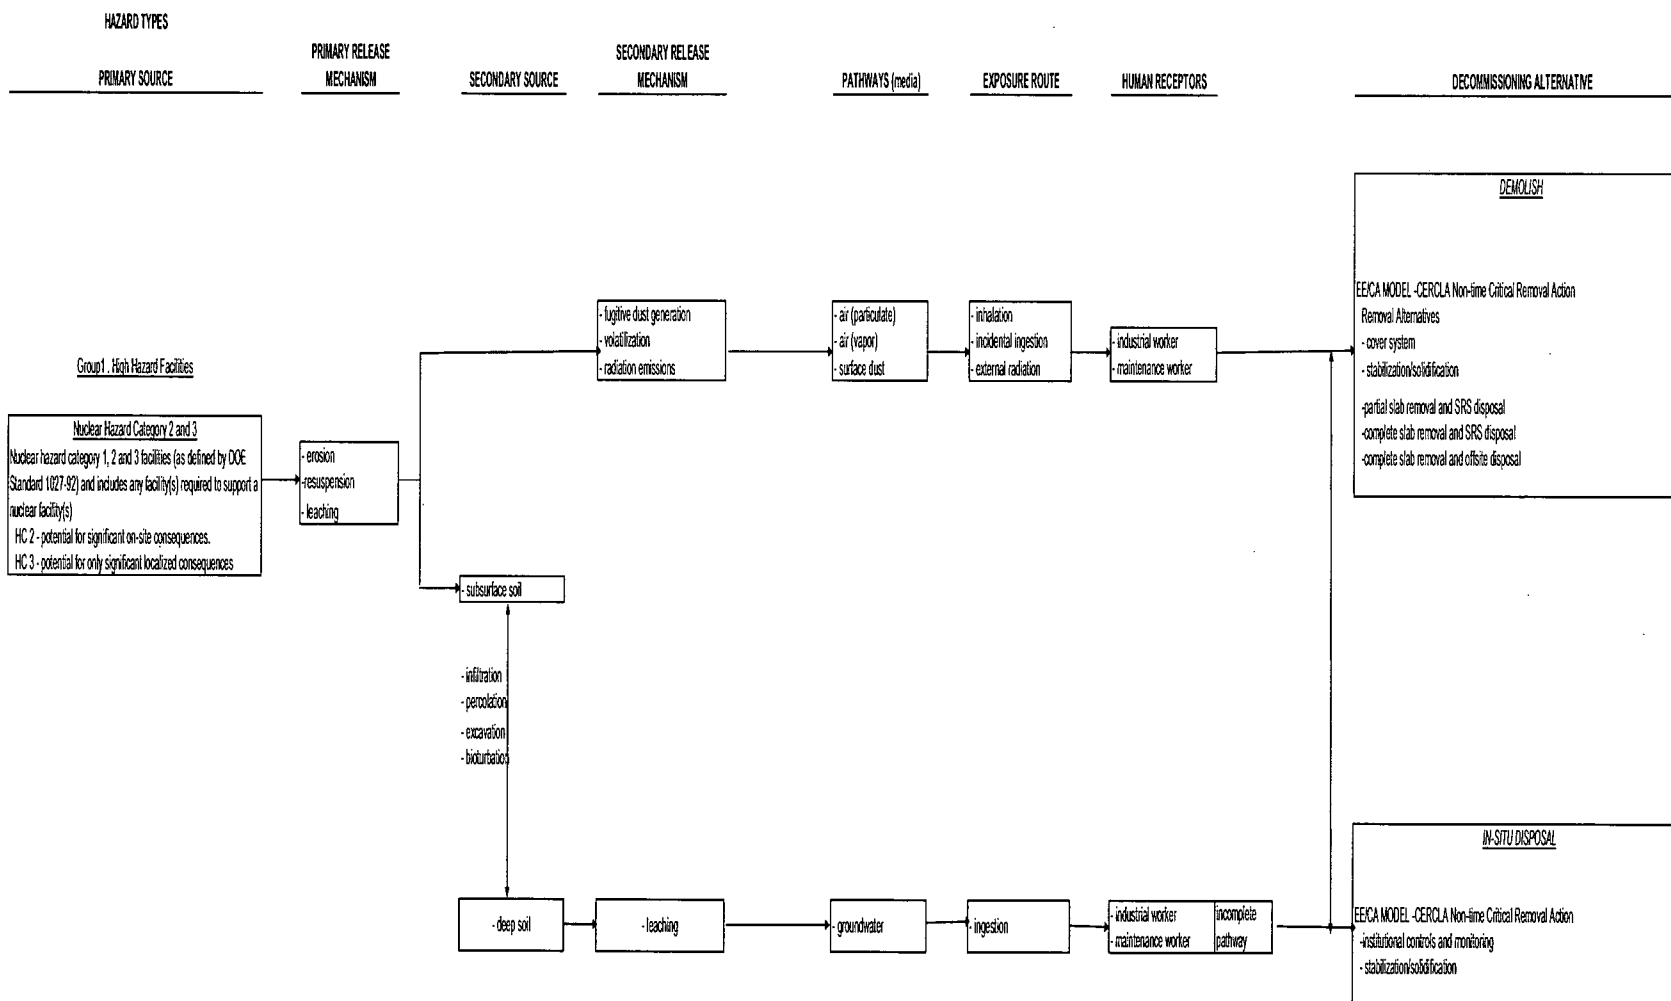 HAZARD TYPES
PRIMARY SOURCE
PRIMARY RELEASE
MECHANISM
SECONDARY SOURCE
SECONDARY RELEASE
MECHANISM
PATHWAYS (media)
EXPOSURE ROUTE
HUMAN RECEPTORS
DECOMMISSIONING ALTERNATIVE
Group1 . High Hazard Facilities
Nuclear Hazard Category 2 and 3
Nuclear hazard category 1, 2 and 3 facilities (as defined by DOE
Standard 1027-92) and includes any facility(s) required to support a
nuclear facility(s)
HC 2 - potential for significant on-site consequences.
HC 3 - potential for only significant localized consequences
- erosion
-resuspension
- leaching
- fugitive dust generation
- volatilization
- radiation emissions
- air (particulate)
- air (vapor)
- surface dust
- inhalation
- incidental ingestion
- external radiation
- industrial worker
- maintenance worker
DEMOLISH
EE/CA MODEL -CERCLA Non-time Critical Removal Action
Removal Alternatives
- cover system
- stabilization/solidification
-partial slab removal and SRS disposal
-complete slab removal and SRS disposal
-complete slab removal and offsite disposal
- subsurface soil
- infiltration
- percolation
- excavation
- bioturbation
- deep soil
- leaching
- groundwater
- ingestion
- industrial worker
- maintenance worker
incomplete
pathway
IN-SITU DISPOSAL
EE/CA MODEL -CERCLA Non-time Critical Removal Action
-institutional controls and monitoring
- stabilization/solidification